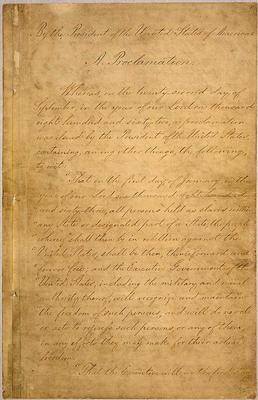 By the President of the United States of America:
A Proclamation.
Whereas, on the twenty-second day of
September, in the year of our Lord one thousand
eight hundred and sixty-two, a proclamation
was issued by the President of the United States,
containing, among other things, the following,
to wit:
"That on the first day of January, in the
year of our Lord one thousand eight hundred
and sixty-three, all persons held as slaves within
any State or designated part of a State, the people
whereof shall then be in rebellion against the
United States, shall be then, thenceforward, and
forever free; and the Executive Government of the
United States, including the military and naval
authority thereof, will recognize and maintain
the freedom of such persons, and will do no act
or acts to repress such persons, or any of them,
in any efforts they may make for their actual
freedom.
"That the Executive will, on the first day